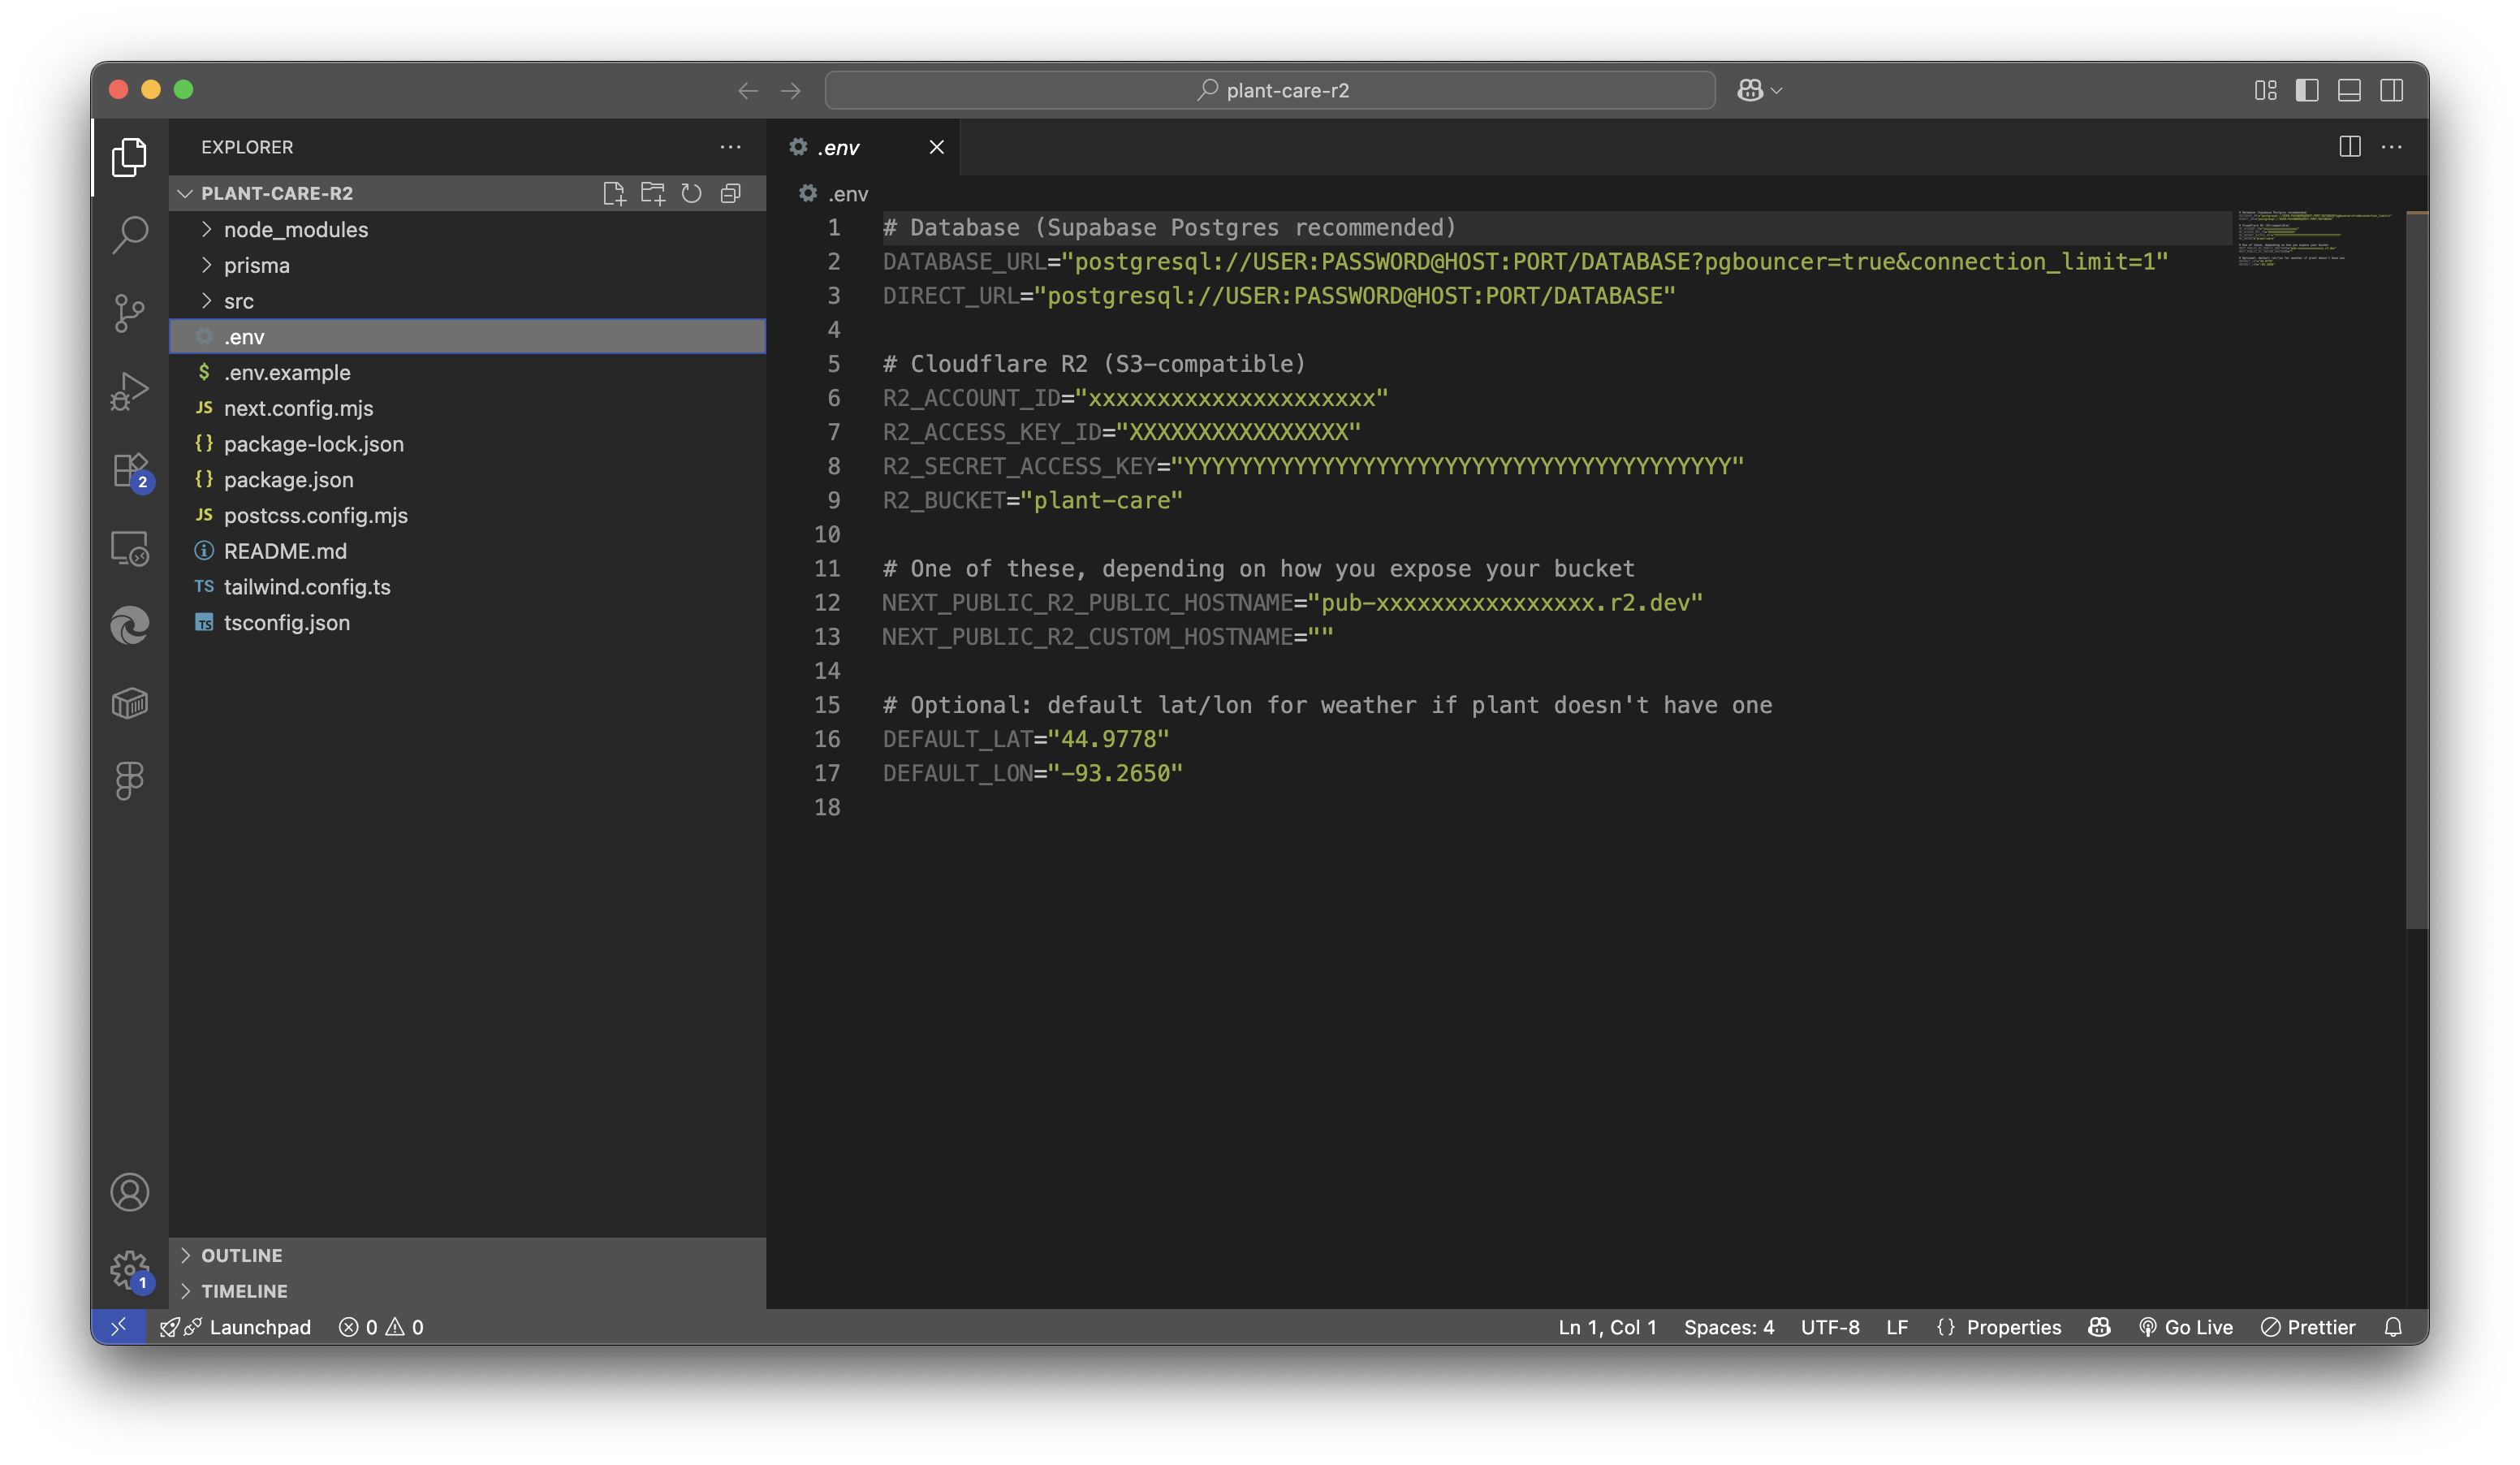 plant-care-r2
EXPLORER
PLANT-CARE-R2
node_modules
prisma
src
.env
$ .env.example
JS next.config.mjs
{} package-lock.json
{} package.json
JS postcss.config.mjs
README.md
TS tailwind.config.ts
TS tsconfig.json
2
1
OUTLINE
TIMELINE
.env
.env
1 # Database (Supabase Postgres recommended)
2 DATABASE_URL="postgresql://USER:PASSWORD@HOST:PORT/DATABASE?pgbouncer=true&connection_limit=1"
3 DIRECT_URL="postgresql://USER:PASSWORD@HOST:PORT/DATABASE"
4
5 # Cloudflare R2 (S3-compatible)
6 R2_ACCOUNT_ID="xxxxxxxxxxxxxxxxxxxxx"
7 R2_ACCESS_KEY_ID="XXXXXXXXXXXXXXXX"
8 R2_SECRET_ACCESS_KEY="YYYYYYYYYYYYYYYYYYYYYYYYYYYYYYYYYYYYYYYY"
9 R2_BUCKET="plant-care"
10
11 # One of these, depending on how you expose your bucket
12 NEXT_PUBLIC_R2_PUBLIC_HOSTNAME="pub-xxxxxxxxxxxxxxxx.r2.dev"
13 NEXT_PUBLIC_R2_CUSTOM_HOSTNAME=""
14
15 # Optional: default lat/lon for weather if plant doesn't have one
16 DEFAULT_LAT="44.9778"
17 DEFAULT_LON="-93.2650"
18
Launchpad 0 0 Ln 1, Col 1 Spaces: 4 UTF-8 LF {} Properties Go Live Prettier